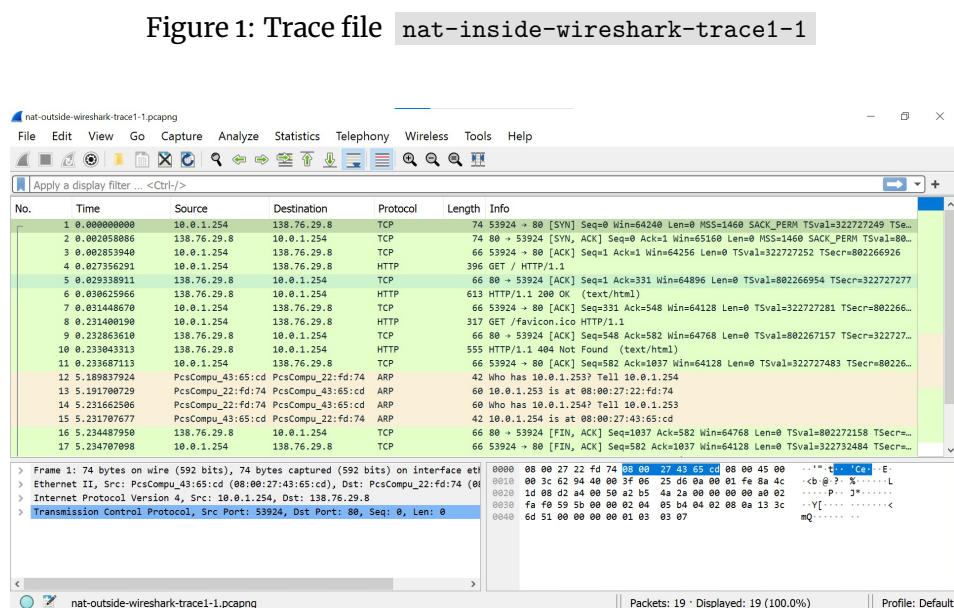 Figure 1: Trace file nat-inside-wireshark-trace1-1
nat-outside-wireshark-trace1-1.pcapng
File Edit View Go Capture Analyze Statistics Telephony Wireless Tools Help
Apply a display filter ... <Ctrl-/>
No. Time Source Destination Protocol Length Info
1 0.000000000 10.0.1.254 138.76.29.8 TCP 74 53924 → 80 [SYN] Seq=0 Win=64240 Len=0 MSS=1460 SACK_PERM TSval=322727249 TSe…
2 0.002058086 138.76.29.8 10.0.1.254 TCP 74 80 → 53924 [SYN, ACK] Seq=0 Ack=1 Win=65160 Len=0 MSS=1460 SACK_PERM TSval=80…
3 0.002853940 10.0.1.254 138.76.29.8 TCP 66 53924 → 80 [ACK] Seq=1 Ack=1 Win=64256 Len=0 TSval=322727252 TSecr=802266926
4 0.027356291 10.0.1.254 138.76.29.8 HTTP 396 GET / HTTP/1.1
5 0.029338911 138.76.29.8 10.0.1.254 TCP 66 80 → 53924 [ACK] Seq=1 Ack=331 Win=64896 Len=0 TSval=802266954 TSecr=322727277
6 0.030625966 138.76.29.8 10.0.1.254 HTTP 613 HTTP/1.1 200 OK (text/html)
7 0.031448670 10.0.1.254 138.76.29.8 TCP 66 53924 → 80 [ACK] Seq=331 Ack=548 Win=64128 Len=0 TSval=322727281 TSecr=802266…
8 0.231400190 10.0.1.254 138.76.29.8 HTTP 317 GET /favicon.ico HTTP/1.1
9 0.232863610 138.76.29.8 10.0.1.254 TCP 66 80 → 53924 [ACK] Seq=548 Ack=582 Win=64768 Len=0 TSval=802267157 TSecr=322727…
10 0.233043313 138.76.29.8 10.0.1.254 HTTP 555 HTTP/1.1 404 Not Found (text/html)
11 0.233687113 10.0.1.254 138.76.29.8 TCP 66 53924 → 80 [ACK] Seq=582 Ack=1037 Win=64128 Len=0 TSval=322727483 TSecr=80226…
12 5.189837924 PcsCompu_43:65:cd PcsCompu_22:fd:74 ARP 42 Who has 10.0.1.253? Tell 10.0.1.254
13 5.191700729 PcsCompu_22:fd:74 PcsCompu_43:65:cd ARP 60 10.0.1.253 is at 08:00:27:22:fd:74
14 5.231662506 PcsCompu_22:fd:74 PcsCompu_43:65:cd ARP 60 Who has 10.0.1.254? Tell 10.0.1.253
15 5.231707677 PcsCompu_43:65:cd PcsCompu_22:fd:74 ARP 42 10.0.1.254 is at 08:00:27:43:65:cd
16 5.234487950 138.76.29.8 10.0.1.254 TCP 66 80 → 53924 [FIN, ACK] Seq=1037 Ack=582 Win=64768 Len=0 TSval=802272158 TSecr=…
17 5.234707098 10.0.1.254 138.76.29.8 TCP 66 53924 → 80 [FIN, ACK] Seq=582 Ack=1037 Win=64128 Len=0 TSval=322732484 TSecr=…
Frame 1: 74 bytes on wire (592 bits), 74 bytes captured (592 bits) on interface
Ethernet II, Src: PcsCompu_43:65:cd (08:00:27:43:65:cd), Dst: PcsCompu_22:fd:74
Internet Protocol Version 4, Src: 10.0.1.254, Dst: 138.76.29.8
Transmission Control Protocol, Src Port: 53924, Dst Port: 80, Seq: 0, Len: 0
0000 08 00 27 22 fd 74 08 00 27 43 65 cd 08 00 45 00 ··'"·t·· 'Ce···E·
0010 00 3c 62 94 40 00 3f 06 25 d6 0a 00 01 fe 8a 4c ·<b·@·?· %······L
0020 1d 08 d2 a4 00 50 a2 b5 4a 2a 00 00 00 00 a0 02 ·····P·· J*······
0030 fa f0 59 5b 00 00 02 04 05 b4 04 02 08 0a 13 3c ··Y[···· ·······<
0040 6d 51 00 00 00 00 01 03 03 07 mQ······ ··
nat-outside-wireshark-trace1-1.pcapng Packets: 19 · Displayed: 19 (100.0%) Profile: Default